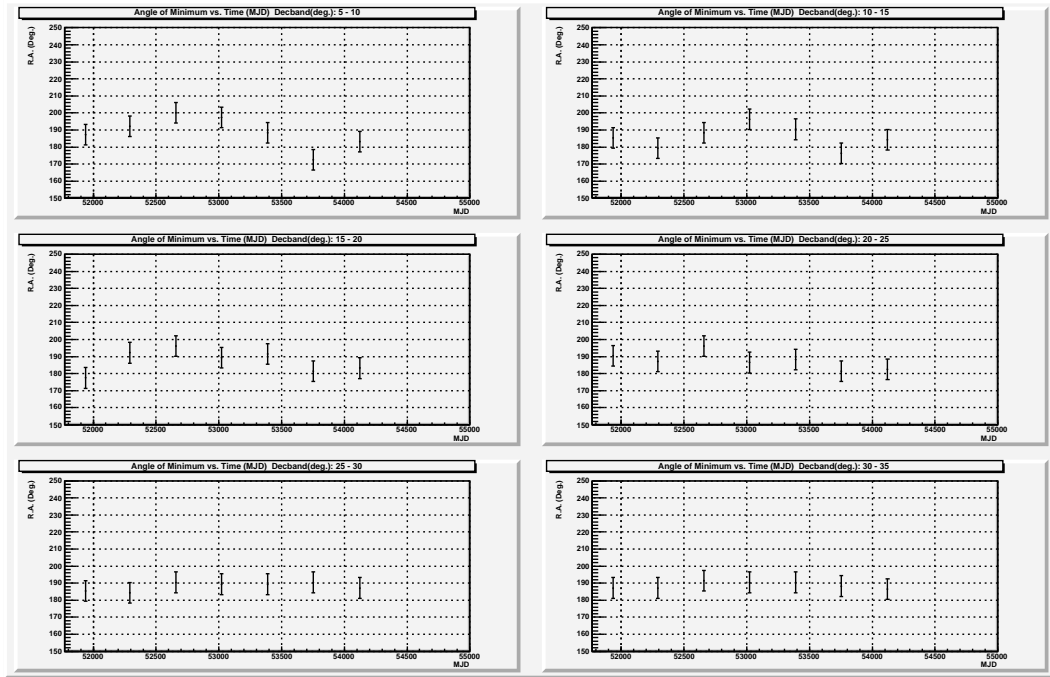 Angle of Minimum vs. Time (MJD) Decband(deg.): 5 - 10
R.A. (Deg.)
250
240
230
220
210
200
190
180
170
160
150
52000 52500 53000 53500 54000 54500 55000
MJD
Angle of Minimum vs. Time (MJD) Decband(deg.): 10 - 15
R.A. (Deg.)
250
240
230
220
210
200
190
180
170
160
150
52000 52500 53000 53500 54000 54500 55000
MJD
Angle of Minimum vs. Time (MJD) Decband(deg.): 15 - 20
R.A. (Deg.)
250
240
230
220
210
200
190
180
170
160
150
52000 52500 53000 53500 54000 54500 55000
MJD
Angle of Minimum vs. Time (MJD) Decband(deg.): 20 - 25
R.A. (Deg.)
250
240
230
220
210
200
190
180
170
160
150
52000 52500 53000 53500 54000 54500 55000
MJD
Angle of Minimum vs. Time (MJD) Decband(deg.): 25 - 30
R.A. (Deg.)
250
240
230
220
210
200
190
180
170
160
150
52000 52500 53000 53500 54000 54500 55000
MJD
Angle of Minimum vs. Time (MJD) Decband(deg.): 30 - 35
R.A. (Deg.)
250
240
230
220
210
200
190
180
170
160
150
52000 52500 53000 53500 54000 54500 55000
MJD